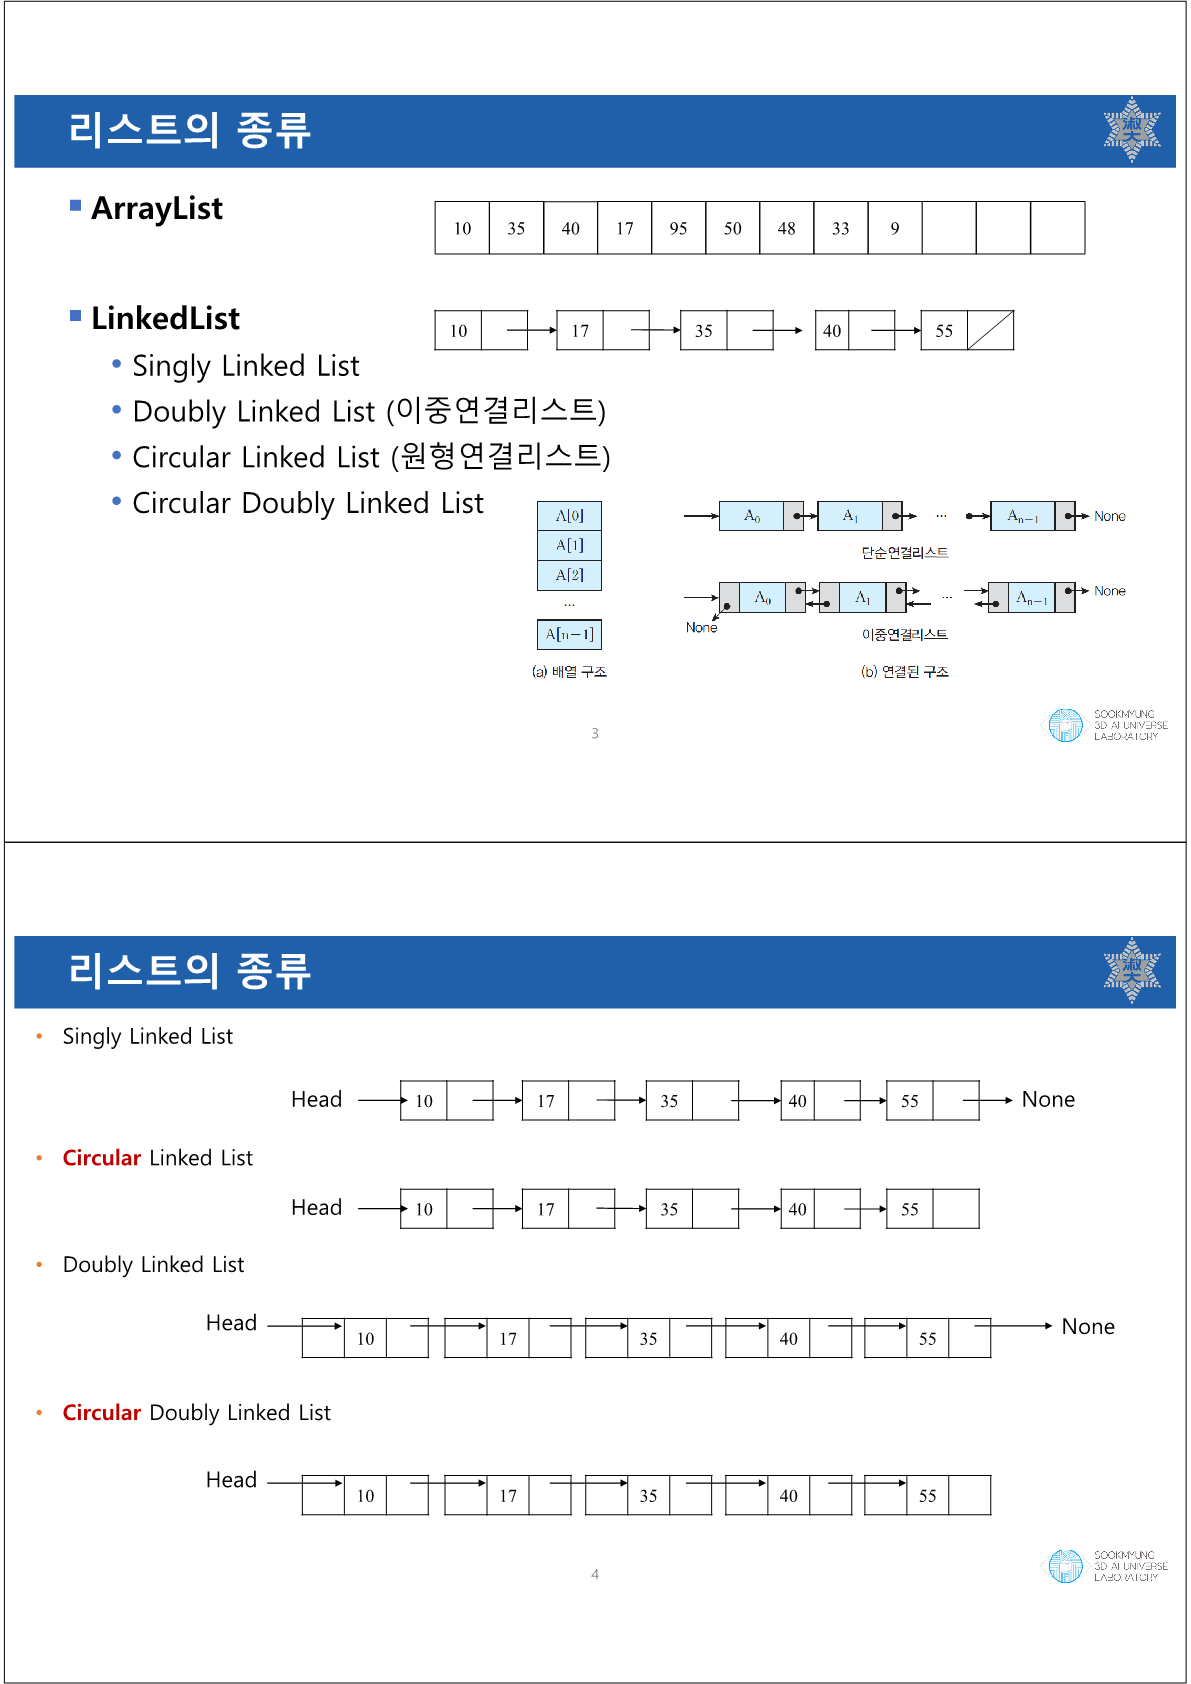 리스트의 종류
ArrayList
10 35 40 17 95 50 48 33 9
LinkedList
10 17 35 40 55
Singly Linked List
Doubly Linked List (이중연결리스트)
Circular Linked List (원형연결리스트)
Circular Doubly Linked List
A[0]
A[1]
A[2]
...
A[n−1]
(a) 배열 구조
A0 A1 ... An−1 None
단순연결리스트
A0 A1 ... An−1 None
None
이중연결리스트
(b) 연결된 구조
3
SOOKMYUNG
3D AI UNIVERSE
LABORATORY
리스트의 종류
Singly Linked List
Head 10 17 35 40 55 None
Circular Linked List
Head 10 17 35 40 55
Doubly Linked List
Head 10 17 35 40 55 None
Circular Doubly Linked List
Head 10 17 35 40 55
4
SOOKMYUNG
3D AI UNIVERSE
LABORATORY